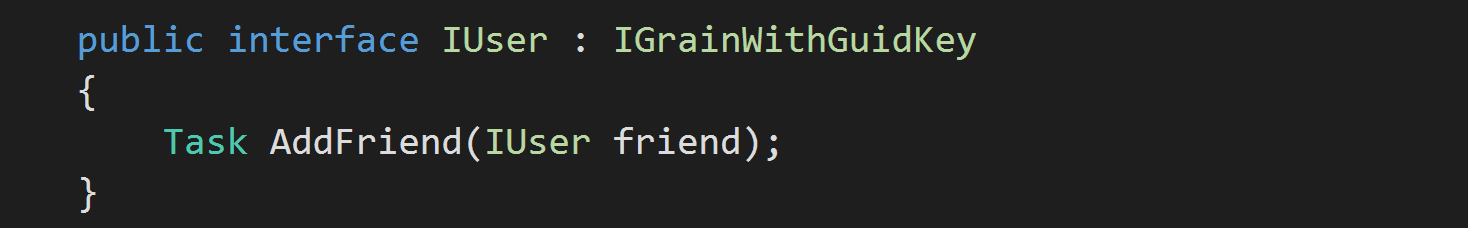 public interface IUser : IGrainWithGuidKey
{
    Task AddFriend(IUser friend);
}